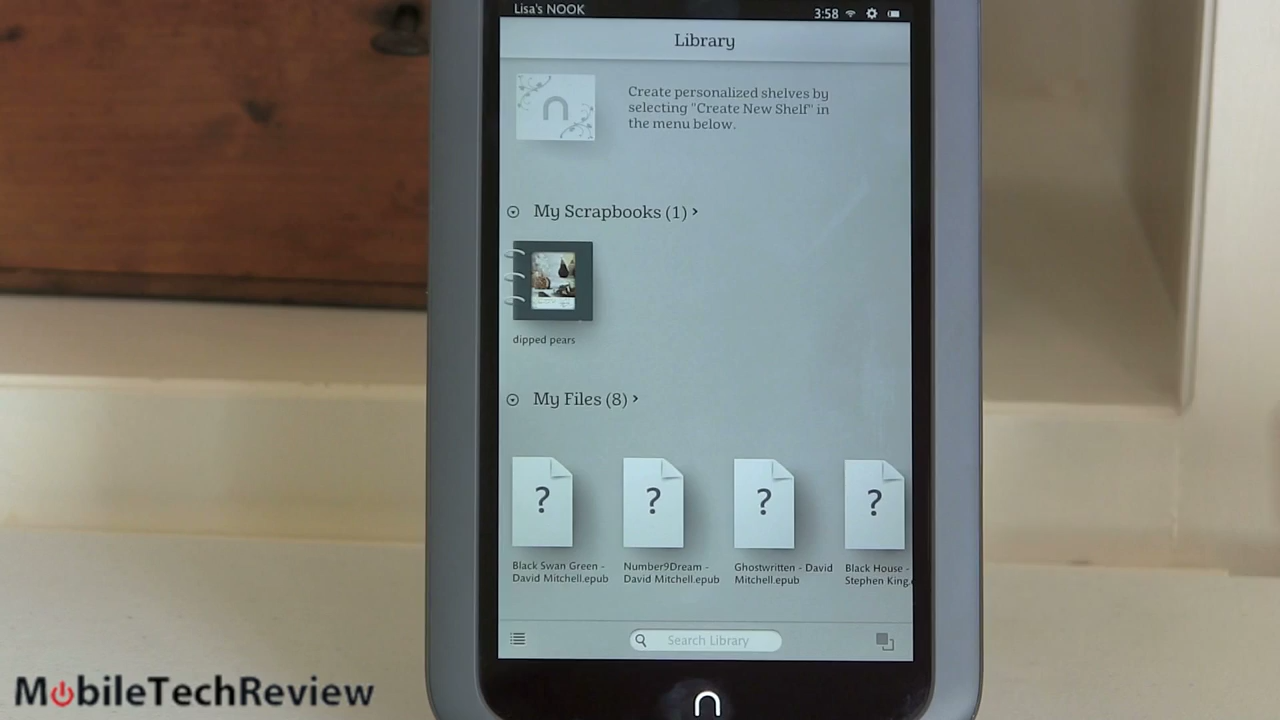 Lisa's NOOK
3:58
Library
Create personalized shelves by
selecting "Create New Shelf" in
the menu below.
My Scrapbooks (1) >
dipped pears
My Files (8) >
? ? ? ?
Black Swan Green -
David Mitchell.epub
Number9Dream -
David Mitchell.epub
Ghostwritten - David
Mitchell.epub
Black House -
Stephen King.
Search Library
MobileTechReview